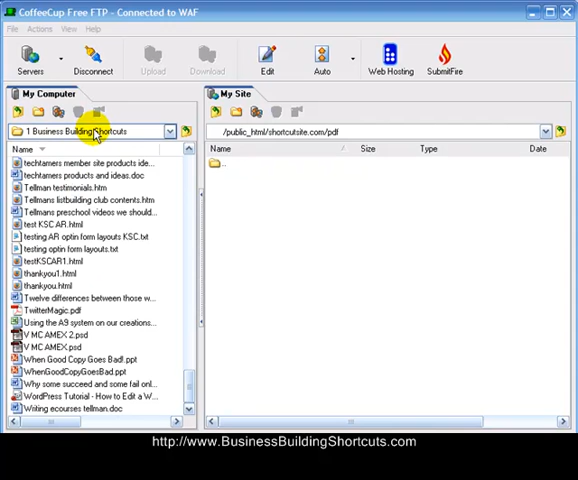 CoffeeCup Free FTP - Connected to WAF
File Actions View Help
Servers Disconnect Upload Download Edit Auto Web Hosting SubmitFire
My Computer My Site
1 Business Building Shortcuts /public_html/shortcutsite.com/pdf
Name Name Size Type Date
techtamers member site products ide...
..
techtamers products and ideas.doc
Tellman testimonials.htm
Tellmans listbuilding club contents.htm
Tellmans preschool videos we should...
test KSC AR.html
testing AR optin form layouts KSC.txt
testing optin form layouts.txt
testKSCAR1.html
thankyou1.html
thankyou.html
Twelve differences between those w...
TwitterMagic.pdf
Using the A9 system on our creations...
V MC AMEX 2.psd
V MC AMEX.psd
When Good Copy Goes Bad!.ppt
WhenGoodCopyGoesBad.ppt
Why some succeed and some fail onl...
WordPress Tutorial - How to Edit a W...
Writing ecourses tellman.doc
http://www.BusinessBuildingShortcuts.com